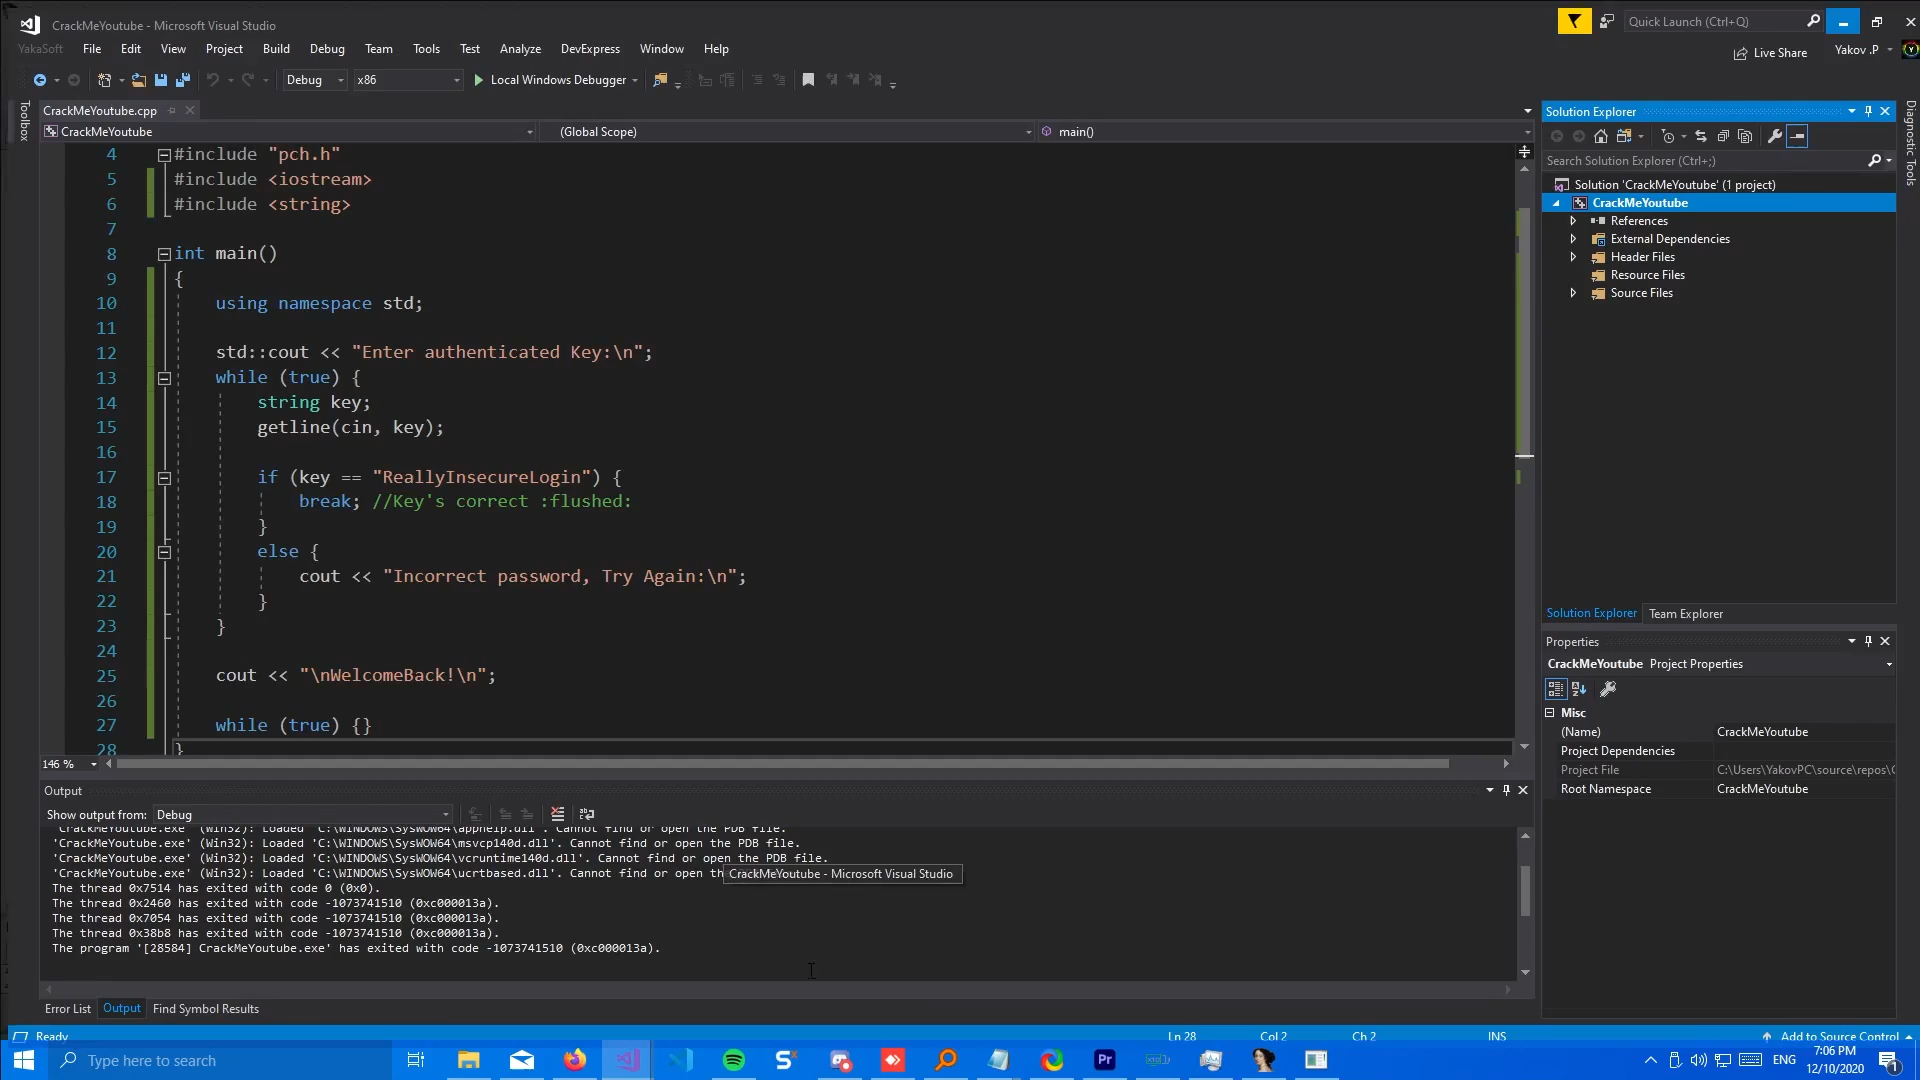 CrackMeYoutube - Microsoft Visual Studio
Quick Launch (Ctrl+Q)
YakaSoft File Edit View Project Build Debug Team Tools Test Analyze DevExpress Window Help
Live Share Yakov .P
Debug x86 Local Windows Debugger
Toolbox
CrackMeYoutube.cpp
CrackMeYoutube (Global Scope) main()
4 #include "pch.h"
5 #include <iostream>
6 #include <string>
7
8 int main()
9 {
10 using namespace std;
11
12 std::cout << "Enter authenticated Key:\n";
13 while (true) {
14 string key;
15 getline(cin, key);
16
17 if (key == "ReallyInsecureLogin") {
18 break; //Key's correct :flushed:
19 }
20 else {
21 cout << "Incorrect password, Try Again:\n";
22 }
23 }
24
25 cout << "\nWelcomeBack!\n";
26
27 while (true) {}
28 }
146 %
Output
Show output from: Debug
'CrackMeYoutube.exe' (Win32): Loaded 'C:\WINDOWS\SysWOW64\apphelp.dll'. Cannot find or open the PDB file.
'CrackMeYoutube.exe' (Win32): Loaded 'C:\WINDOWS\SysWOW64\msvcp140d.dll'. Cannot find or open the PDB file.
'CrackMeYoutube.exe' (Win32): Loaded 'C:\WINDOWS\SysWOW64\vcruntime140d.dll'. Cannot find or open the PDB file.
'CrackMeYoutube.exe' (Win32): Loaded 'C:\WINDOWS\SysWOW64\ucrtbased.dll'. Cannot find or open th
CrackMeYoutube - Microsoft Visual Studio
The thread 0x7514 has exited with code 0 (0x0).
The thread 0x2460 has exited with code -1073741510 (0xc000013a).
The thread 0x7054 has exited with code -1073741510 (0xc000013a).
The thread 0x38b8 has exited with code -1073741510 (0xc000013a).
The program '[28584] CrackMeYoutube.exe' has exited with code -1073741510 (0xc000013a).
Error List Output Find Symbol Results
Solution Explorer
Search Solution Explorer (Ctrl+;)
Solution 'CrackMeYoutube' (1 project)
CrackMeYoutube
References
External Dependencies
Header Files
Resource Files
Source Files
Solution Explorer Team Explorer
Properties
CrackMeYoutube Project Properties
Misc
(Name) CrackMeYoutube
Project Dependencies
Project File C:\Users\YakovPC\source\repos\
Root Namespace CrackMeYoutube
Diagnostic Tools
Ready Ln 28 Col 2 Ch 2 INS Add to Source Control
Type here to search
Pr
ENG
7:06 PM
12/10/2020
1